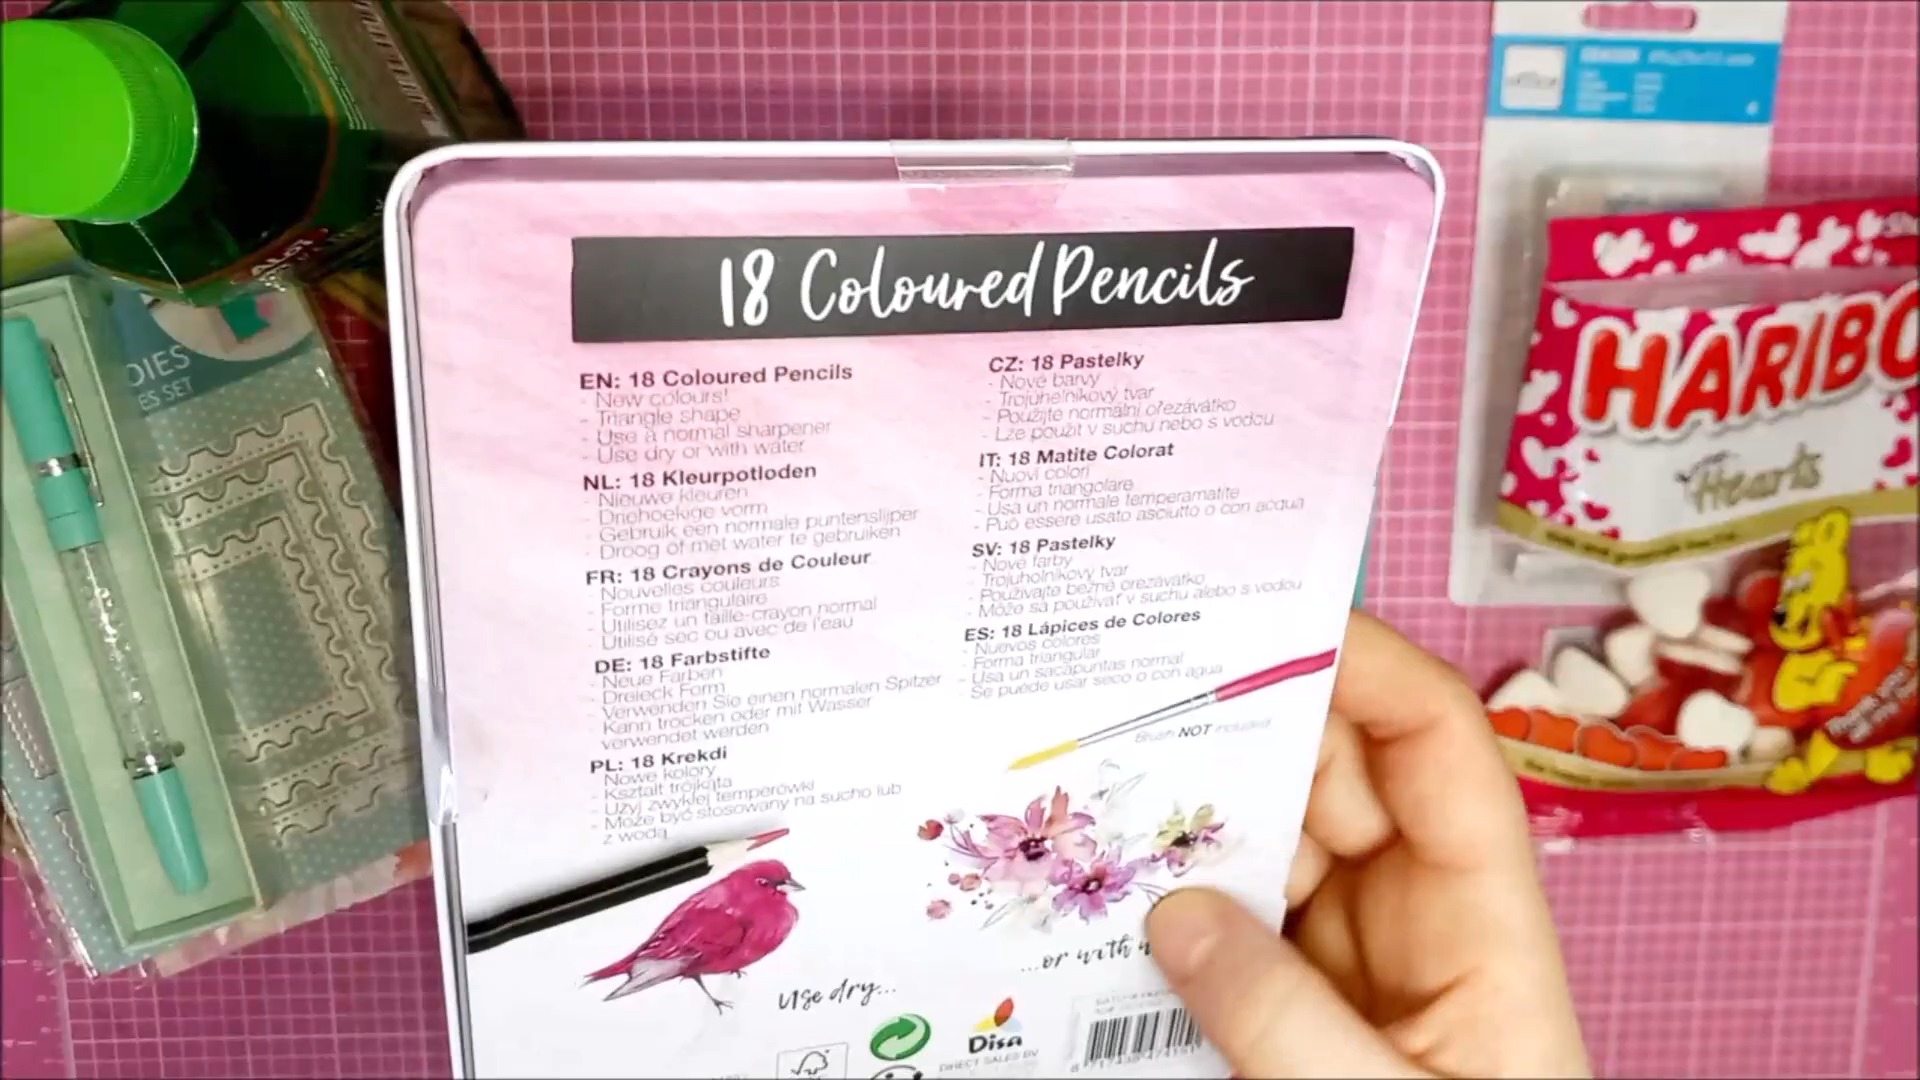 18 Coloured Pencils
EN: 18 Coloured Pencils
- New colours!
- Triangle shape
- Use a normal sharpener
- Use dry or with water
NL: 18 Kleurpotloden
- Nieuwe kleuren
- Driehoekige vorm
- Gebruik een normale puntenslijper
- Droog of met water te gebruiken
FR: 18 Crayons de Couleur
- Nouvelles couleurs
- Forme triangulaire
- Utilisez un taille-crayon normal
- Utilisé sec ou avec de l'eau
DE: 18 Farbstifte
- Neue Farben
- Dreieck Form
- Verwenden Sie einen normalen Spitzer
- Kann trocken oder mit Wasser
verwendet werden
PL: 18 Krekdi
- Nowe kolory
- Kształt trójkąta
- Użyj zwykłej temperówki
- Może być stosowany na sucho lub
z wodą
CZ: 18 Pastelky
- Nové barvy
- Trojúhelníkový tvar
- Použijte normální ořezávátko
- Lze použít v suchu nebo s vodou
IT: 18 Matite Colorat
- Nuovi colori
- Forma triangolare
- Usa un normale temperamatite
- Può essere usato asciutto o con acqua
SV: 18 Pastelky
- Nové farby
- Trojuholníkový tvar
- Používajte bežné orezávátko
- Môže sa používať v suchu alebo s vodou
ES: 18 Lápices de Colores
- Nuevos colores
- Forma triangular
- Usa un sacapuntas normal
- Se puede usar seco o con agua
Brush NOT included
use dry...
...or with
Disa
DIRECT SALES BV
HARIBO
Hearts
office
DIES
ES SET